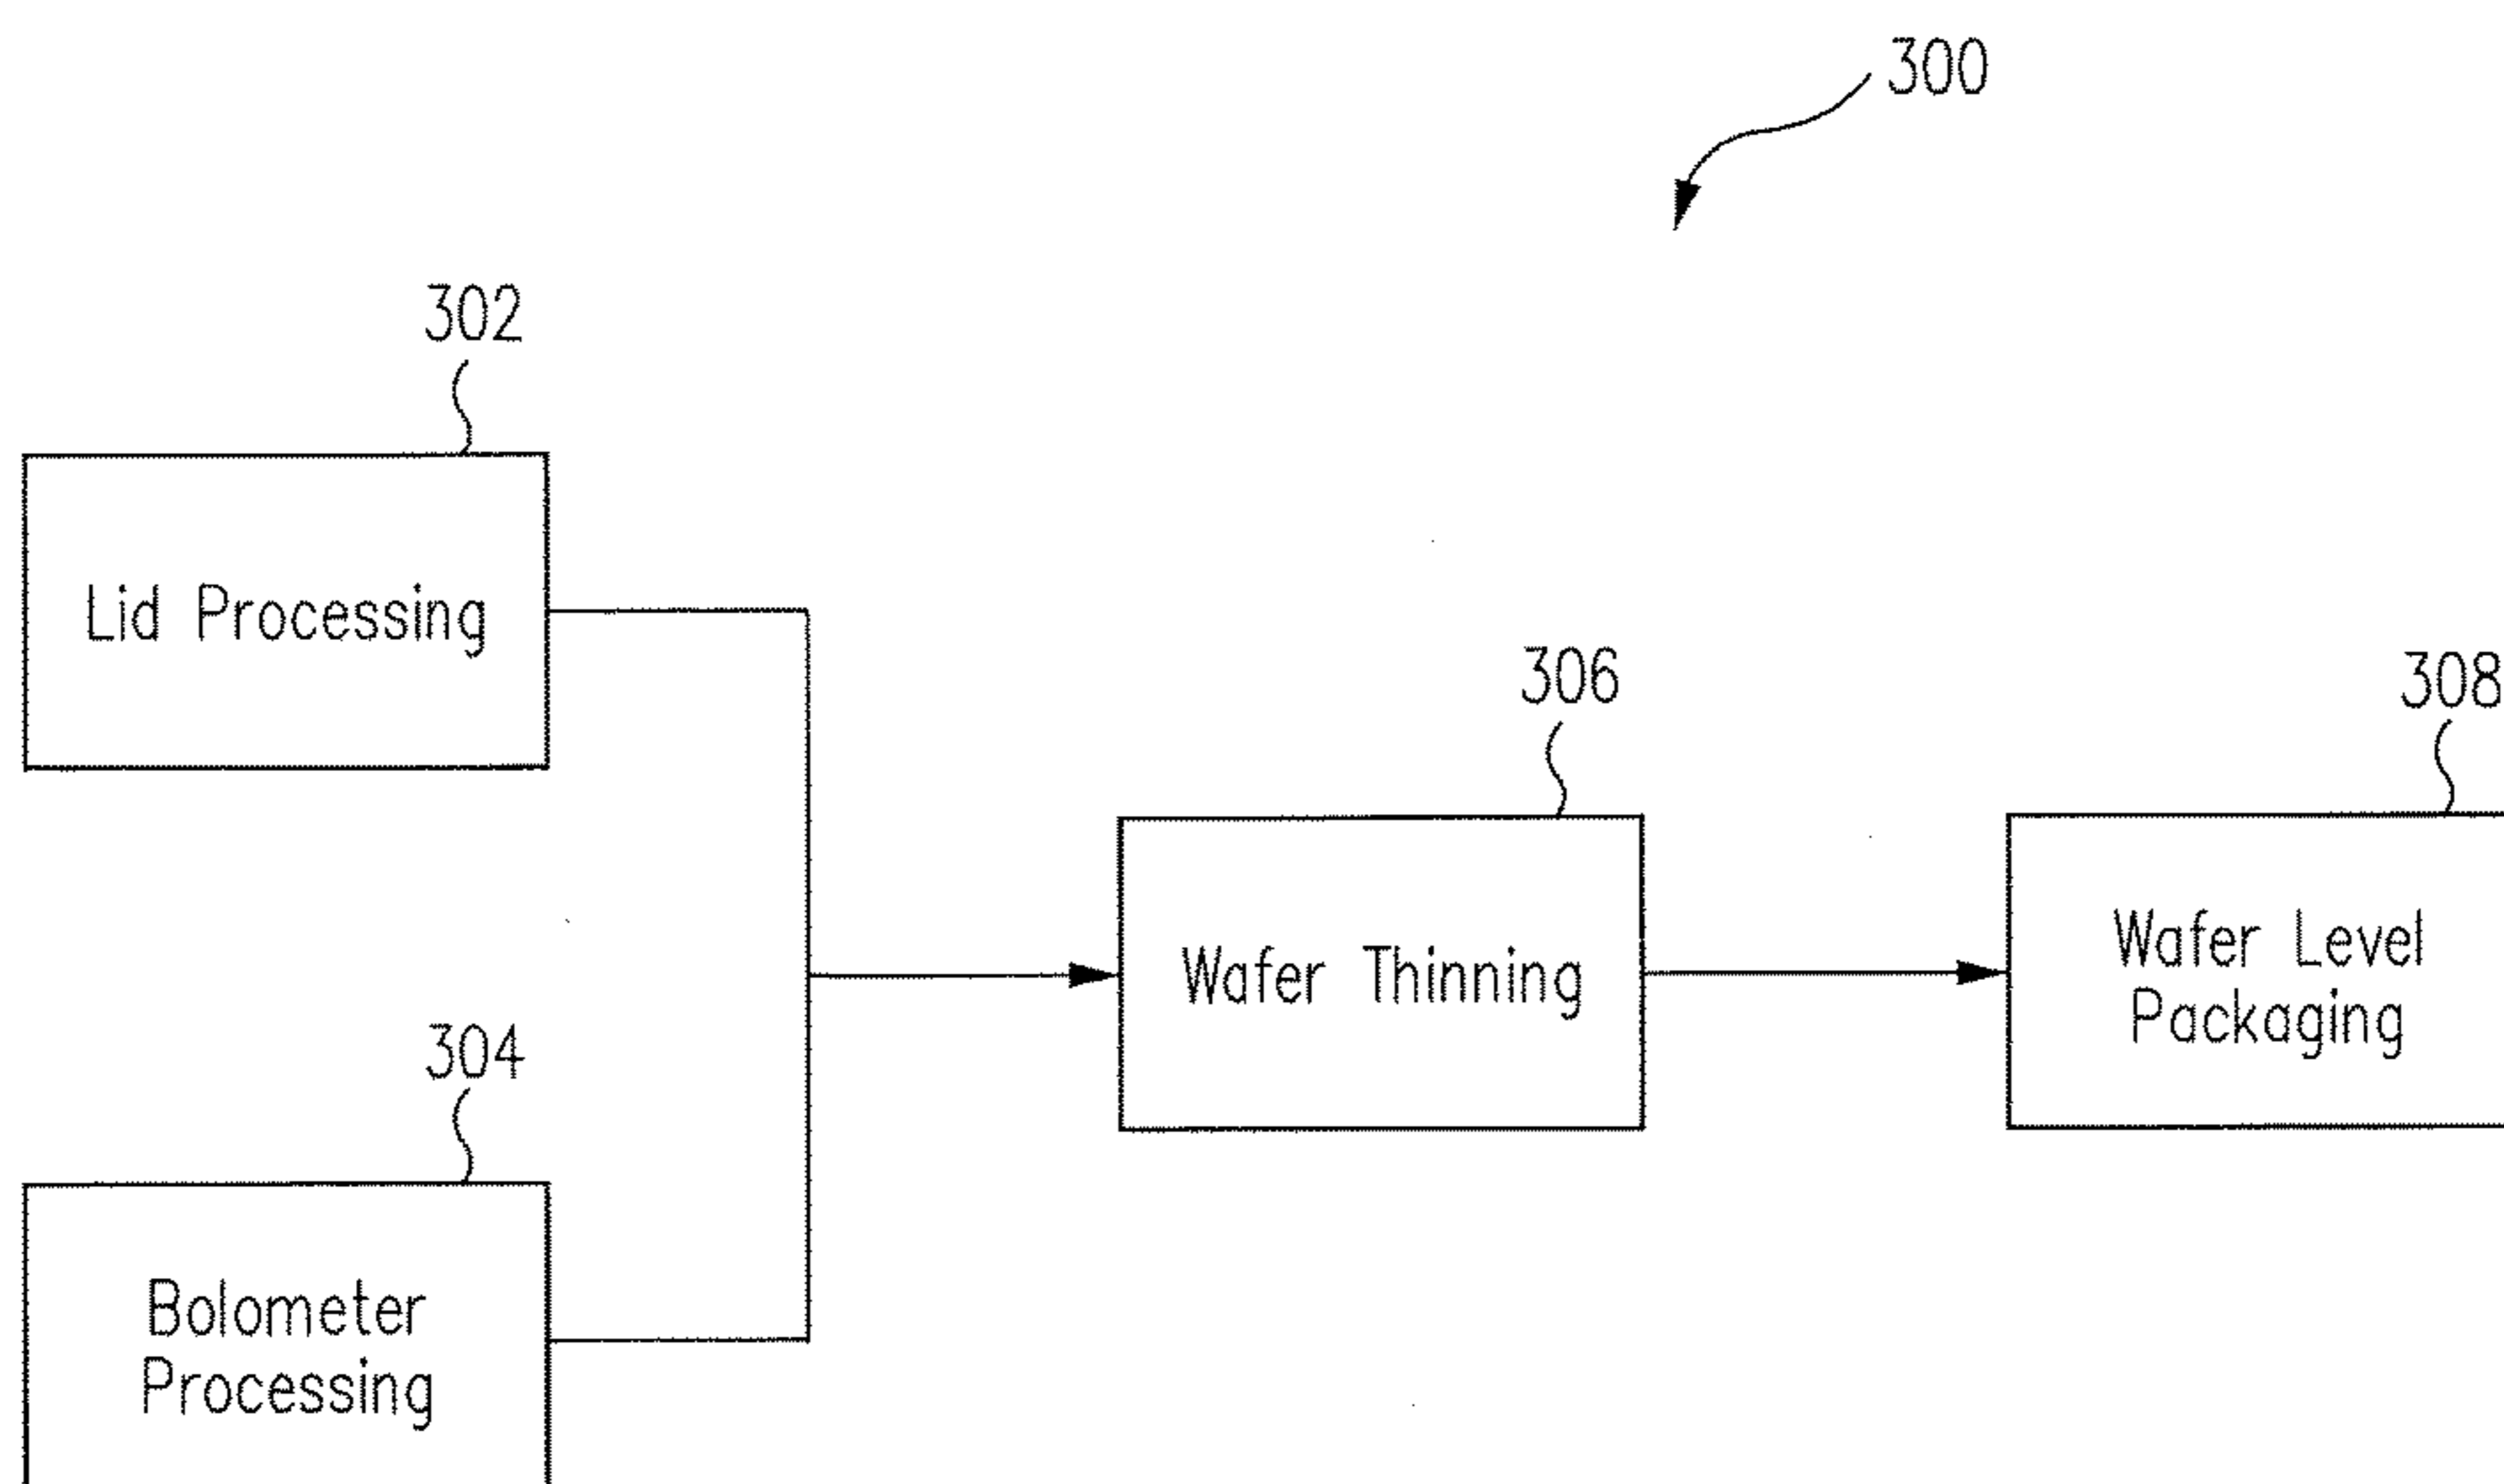 300
302
Lid Processing
306
308
Wafer Thinning
Wafer Level
Packaging
304
Bolometer
Processing